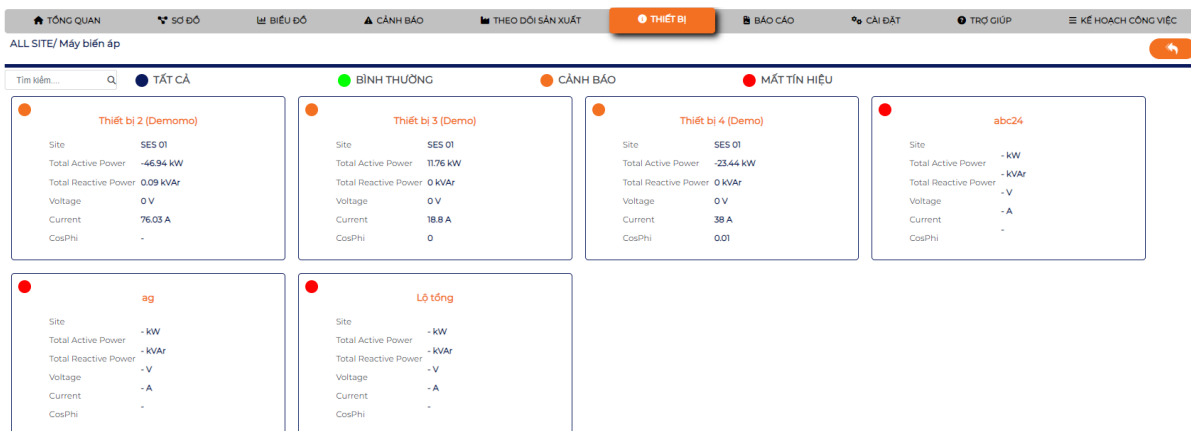 TỔNG QUAN SƠ ĐỒ BIỂU ĐỒ CẢNH BÁO THEO DÕI SẢN XUẤT THIẾT BỊ BÁO CÁO CÀI ĐẶT TRỢ GIÚP KẾ HOẠCH CÔNG VIỆC
ALL SITE/ Máy biến áp
Tìm kiếm.... TẤT CẢ BÌNH THƯỜNG CẢNH BÁO MẤT TÍN HIỆU
Thiết bị 2 (Demomo)
Site SES 01
Total Active Power -46.94 kW
Total Reactive Power 0.09 kVAr
Voltage 0 V
Current 76.03 A
CosPhi -
Thiết bị 3 (Demo)
Site SES 01
Total Active Power 11.76 kW
Total Reactive Power 0 kVAr
Voltage 0 V
Current 18.8 A
CosPhi 0
Thiết bị 4 (Demo)
Site SES 01
Total Active Power -23.44 kW
Total Reactive Power 0 kVAr
Voltage 0 V
Current 38 A
CosPhi 0.01
abc24
Site
Total Active Power - kW
Total Reactive Power - kVAr
Voltage - V
Current - A
CosPhi -
ag
Site
Total Active Power - kW
Total Reactive Power - kVAr
Voltage - V
Current - A
CosPhi -
Lộ tổng
Site
Total Active Power - kW
Total Reactive Power - kVAr
Voltage - V
Current - A
CosPhi -